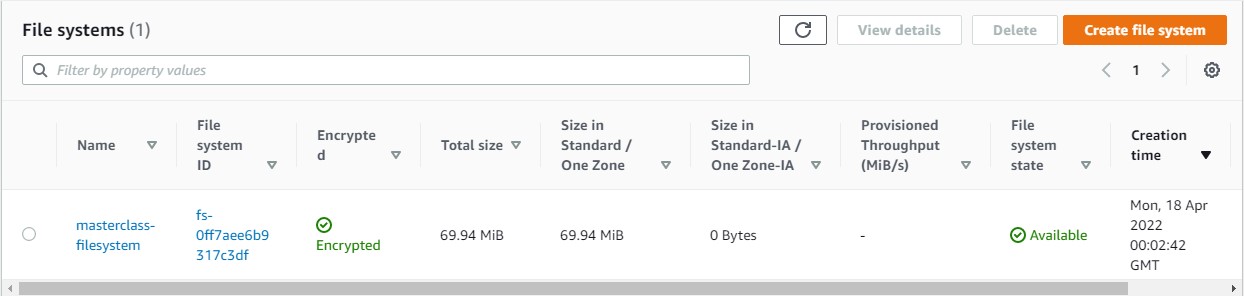 File systems (1)
View details
Delete
Create file system
Filter by property values
1
Name
File
system
ID
Encrypte
d
Total size
Size in
Standard /
One Zone
Size in
Standard-IA /
One Zone-IA
Provisioned
Throughput
(MiB/s)
File
system
state
Creation
time
masterclass-
filesystem
fs-
0ff7aee6b9
317c3df
Encrypted
69.94 MiB
69.94 MiB
0 Bytes
-
Available
Mon, 18 Apr
2022
00:02:42
GMT